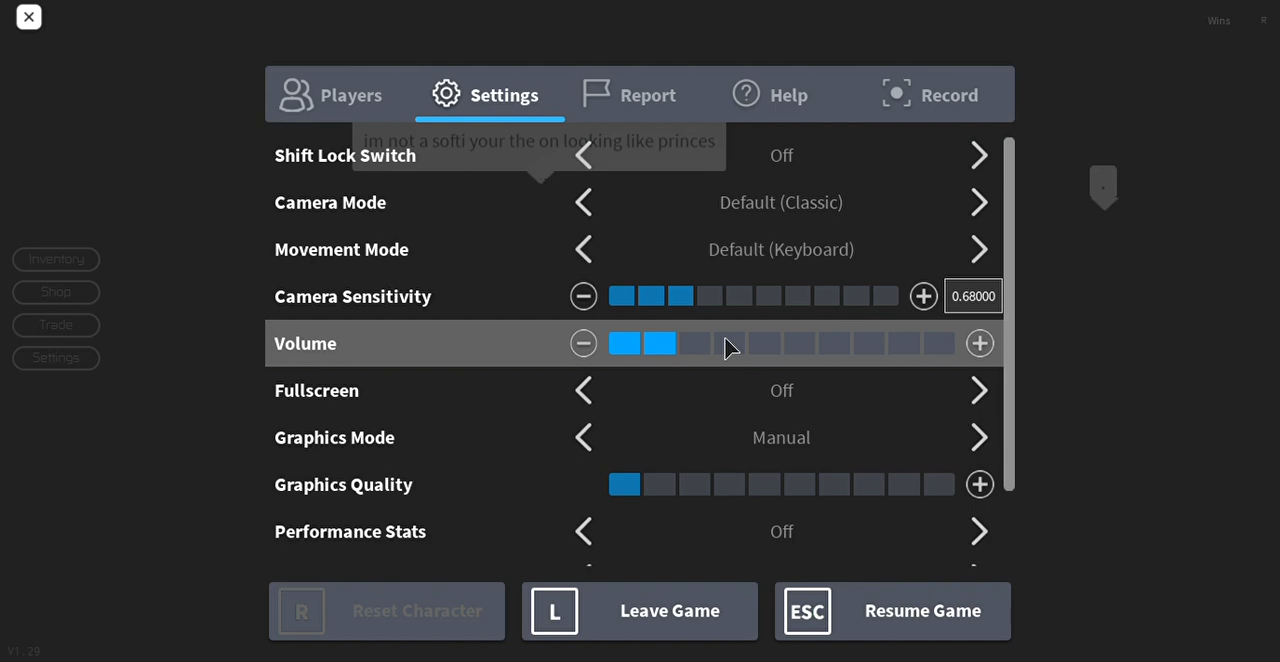 Wins R
Players Settings Report Help Record
im not a softi your the on looking like princes
Shift Lock Switch Off
.
Camera Mode Default (Classic)
Movement Mode Default (Keyboard)
Inventory
Shop
Trade
Settings
Camera Sensitivity 0.68000
Volume
Fullscreen Off
Graphics Mode Manual
Graphics Quality
Performance Stats Off
R Reset Character L Leave Game ESC Resume Game
V1.29